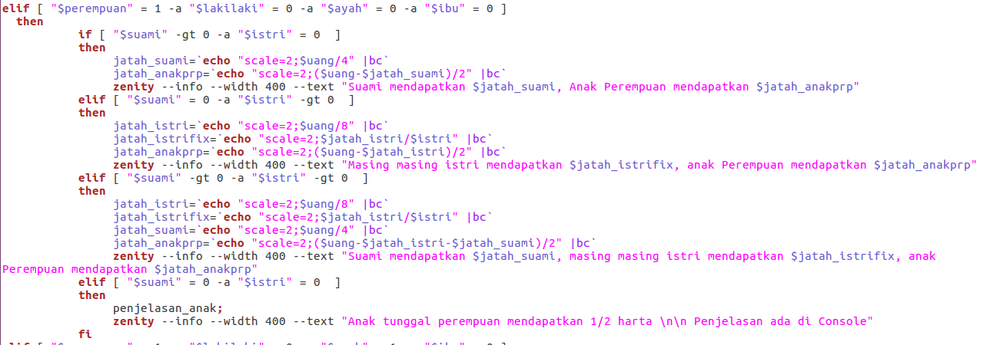 elif [ "$perempuan" = 1 -a "$lakilaki" = 0 -a "$ayah" = 0 -a "$ibu" = 0 ]
then
if [ "$suami" -gt 0 -a "$istri" = 0  ]
then
jatah_suami=`echo "scale=2;$uang/4" |bc`
jatah_anakprp=`echo "scale=2;($uang-$jatah_suami)/2" |bc`
zenity --info --width 400 --text "Suami mendapatkan $jatah_suami, Anak Perempuan mendapatkan $jatah_anakprp"
elif [ "$suami" = 0 -a "$istri" -gt 0  ]
then
jatah_istri=`echo "scale=2;$uang/8" |bc`
jatah_istrifix=`echo "scale=2;$jatah_istri/$istri" |bc`
jatah_anakprp=`echo "scale=2;($uang-$jatah_istri)/2" |bc`
zenity --info --width 400 --text "Masing masing istri mendapatkan $jatah_istrifix, anak Perempuan mendapatkan $jatah_anakprp"
elif [ "$suami" -gt 0 -a "$istri" -gt 0  ]
then
jatah_istri=`echo "scale=2;$uang/8" |bc`
jatah_istrifix=`echo "scale=2;$jatah_istri/$istri" |bc`
jatah_suami=`echo "scale=2;$uang/4" |bc`
jatah_anakprp=`echo "scale=2;($uang-$jatah_istri-$jatah_suami)/2" |bc`
zenity --info --width 400 --text "Suami mendapatkan $jatah_suami, masing masing istri mendapatkan $jatah_istrifix, anak
Perempuan mendapatkan $jatah_anakprp"
elif [ "$suami" = 0 -a "$istri" = 0  ]
then
penjelasan_anak;
zenity --info --width 400 --text "Anak tunggal perempuan mendapatkan 1/2 harta \n\n Penjelasan ada di Console"
fi